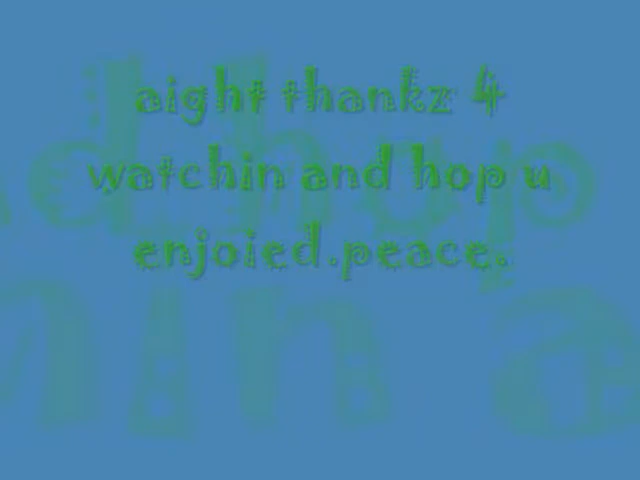 aight thankz 4
watchin and hop u
enjoied.peace.